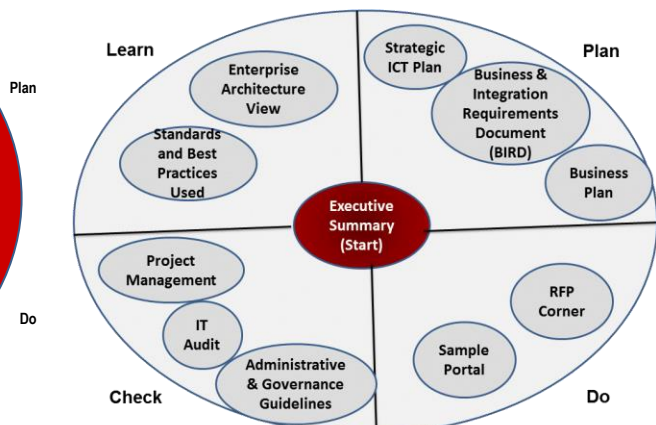 Plan
Do
Learn
Plan
Enterprise
Architecture
View
Standards
and Best
Practices
Used
Strategic
ICT Plan
Business &
Integration
Requirements
Document
(BIRD)
Business
Plan
Executive
Summary
(Start)
Project
Management
IT
Audit
Administrative
& Governance
Guidelines
Check
RFP
Corner
Sample
Portal
Do